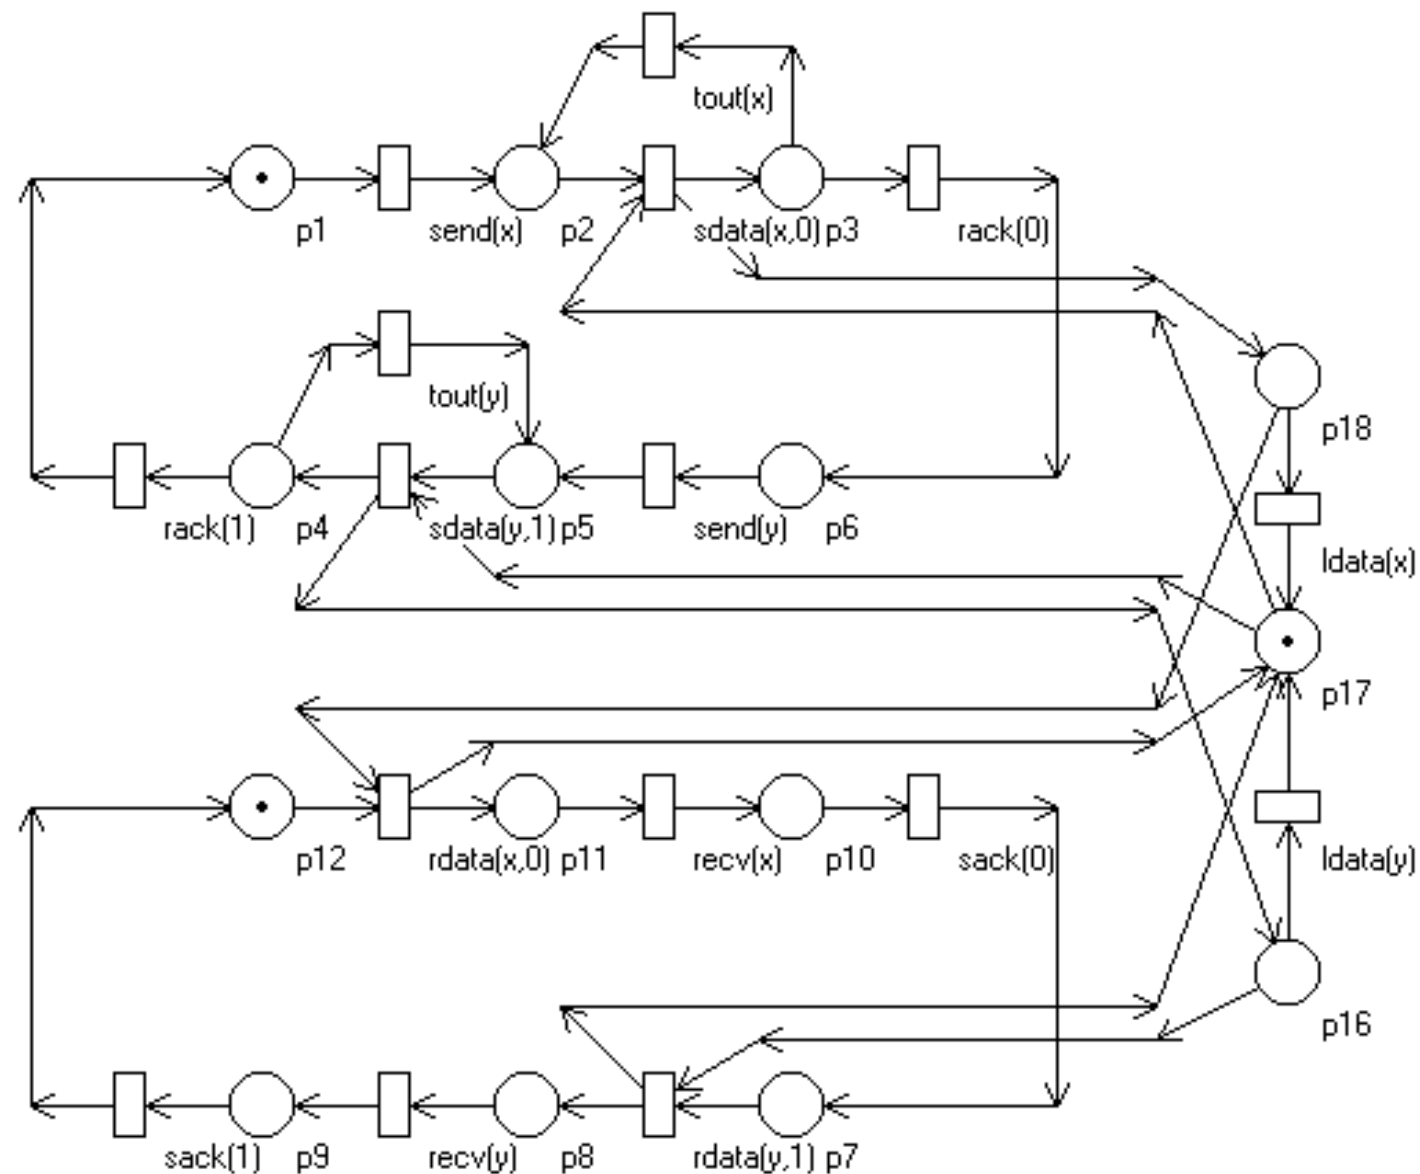 tout(x)
p1 send(x) p2 sdata(x,0) p3 rack(0)
tout(y)
p18
rack(1) p4 sdata(y,1) p5 send(y) p6
ldata(x)
p17
p12 rdata(x,0) p11 recv(x) p10 sack(0) ldata(y)
p16
sack(1) p9 recv(y) p8 rdata(y,1) p7